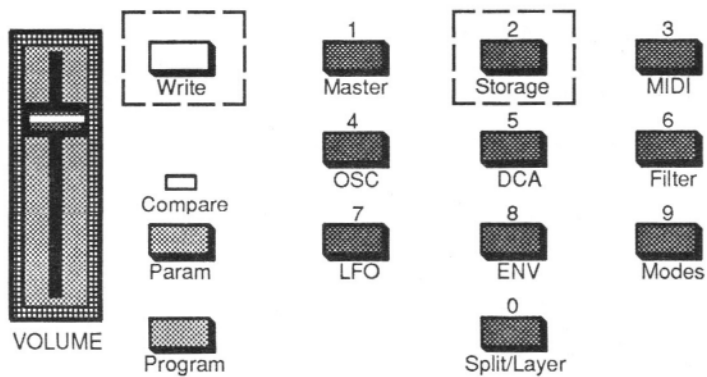 1 2 3
Write Master Storage MIDI
4 5 6
OSC DCA Filter
Compare
7 8 9
Param LFO ENV Modes
0
VOLUME
Program Split/Layer